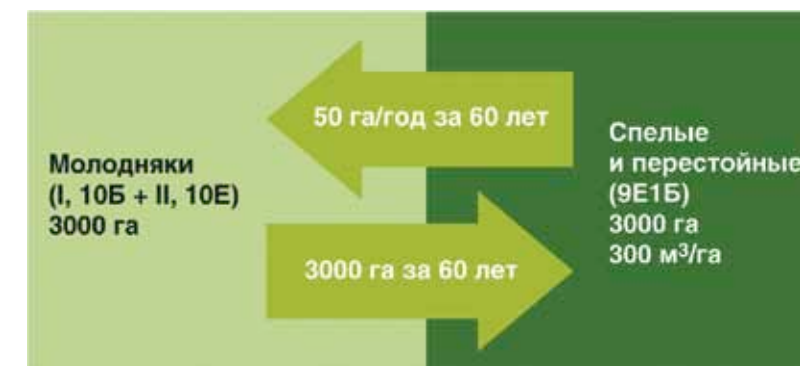 50 га/год за 60 лет
Молодняки
(I, 10Б + II, 10Е)
3000 га
Спелые
и перестойные
(9Е1Б)
3000 га
300 м³/га
3000 га за 60 лет